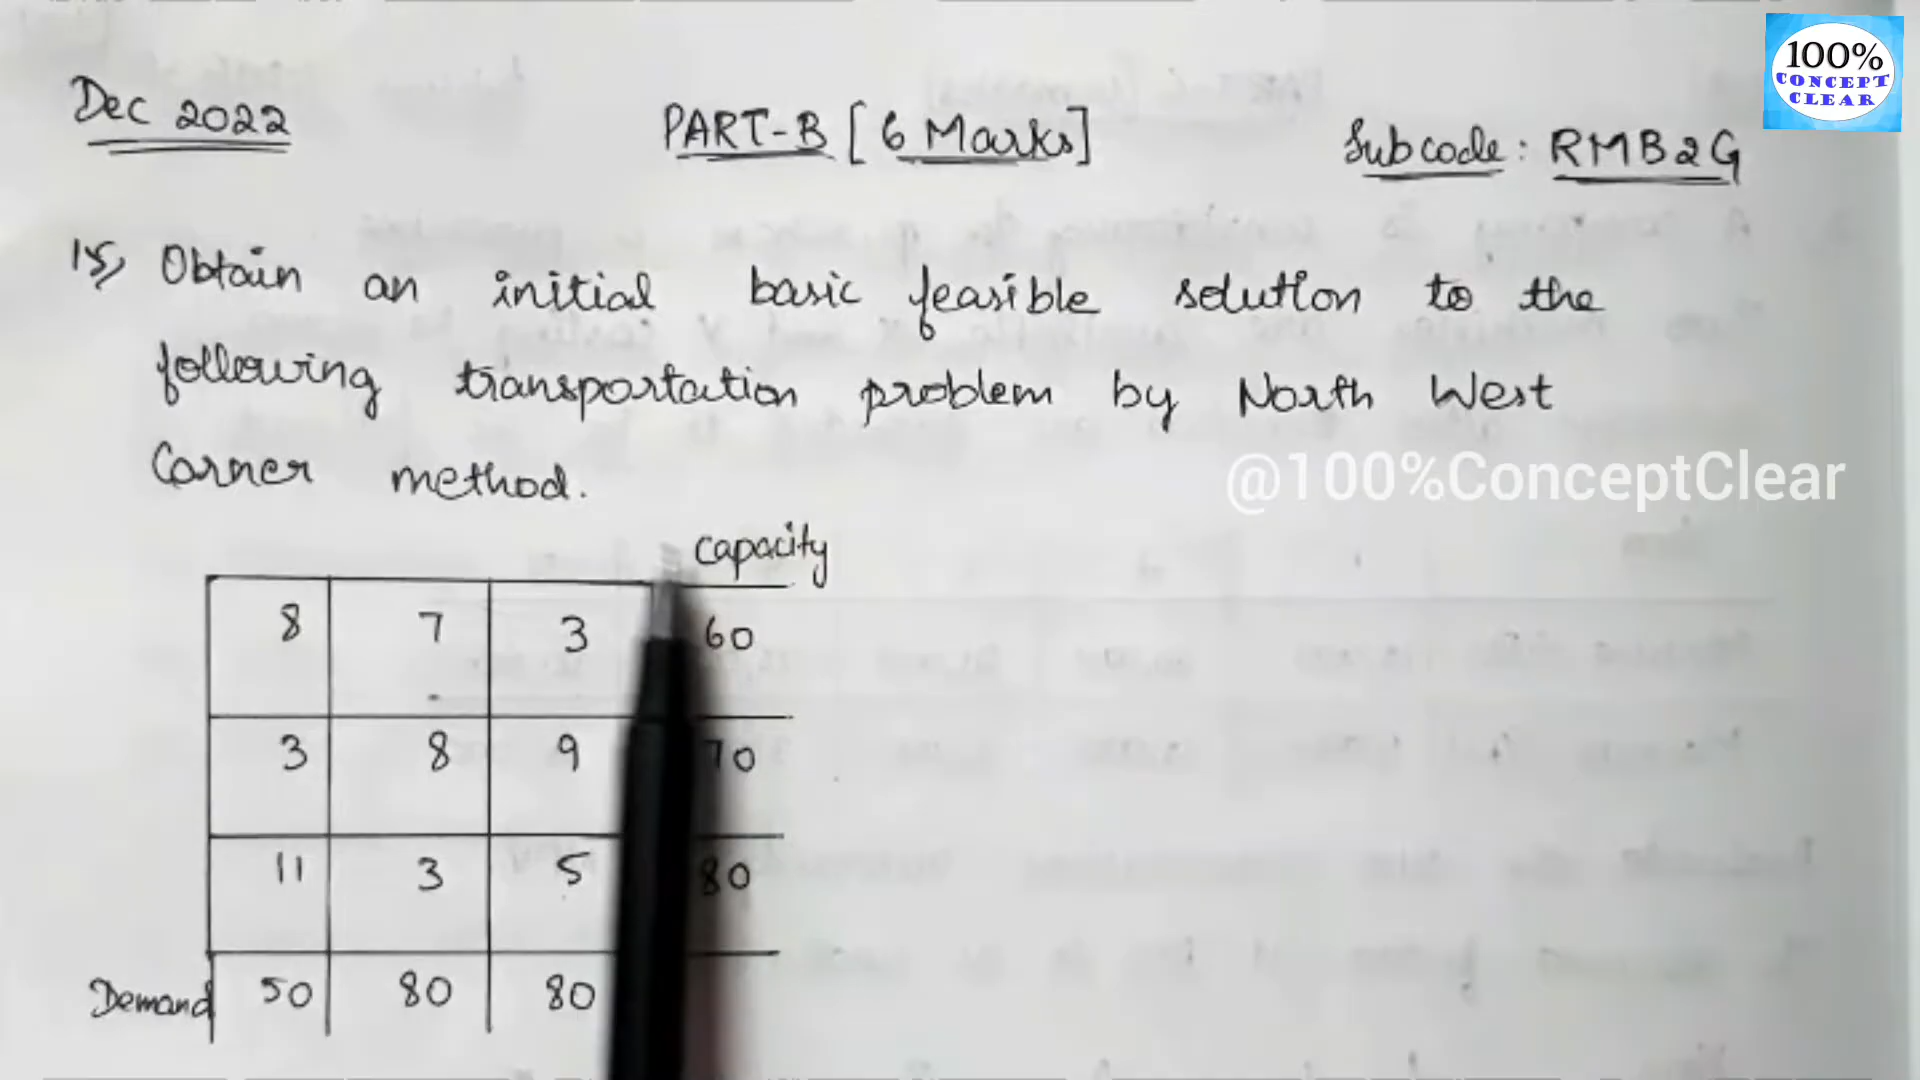 100%
CONCEPT
CLEAR
Dec 2022 PART-B [6 Marks] Subcode: RMB2G
15, Obtain an initial basic feasible solution to the
following transportation problem by North West
Corner method.
@100%ConceptClear
capacity
8 7 3 60
3 8 9 70
11 3 5 80
Demand 50 80 80